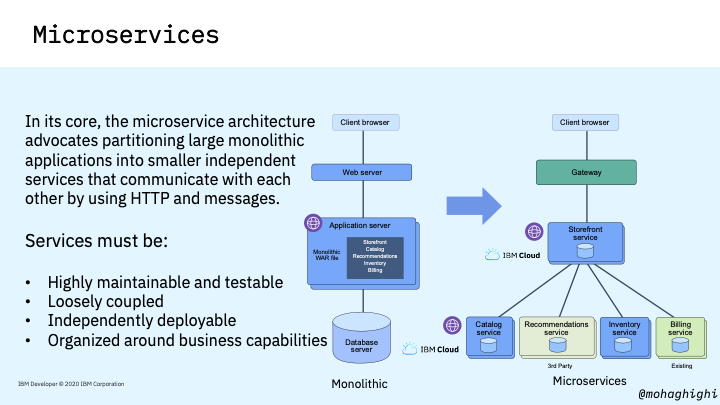 Microservices
In its core, the microservice architecture
advocates partitioning large monolithic
applications into smaller independent
services that communicate with each
other by using HTTP and messages.
Services must be:
• Highly maintainable and testable
• Loosely coupled
• Independently deployable
• Organized around business capabilities
Client browser
Web server
Application server
Monolithic
WAR file
Storefront
Catalog
Recommendations
Inventory
Billing
Database
server
Monolithic
Client browser
Gateway
Storefront
service
IBM Cloud
Catalog
service
Recommendations
service
Inventory
service
Billing
service
IBM Cloud
3rd Party
Existing
Microservices
IBM Developer © 2020 IBM Corporation
@mohaghighi